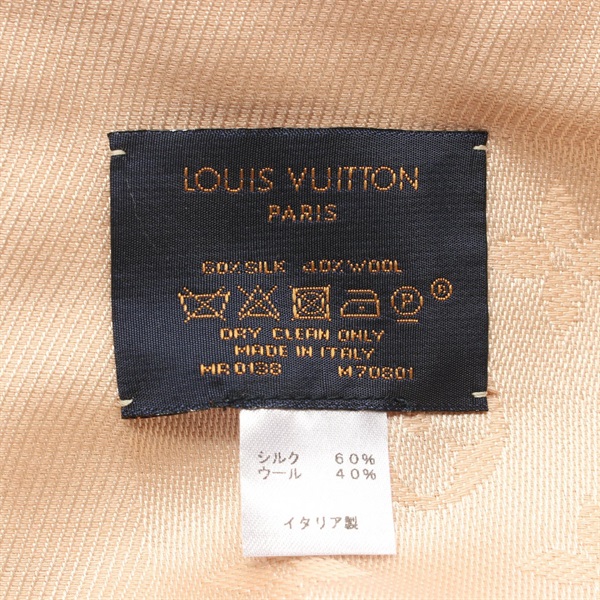 LOUIS VUITTON
PARIS
60%SILK 40%WOOL
P ®
DRY CLEAN ONLY
MADE IN ITALY
MR0138 M70801
シルク 60%
ウール 40%
イタリア製